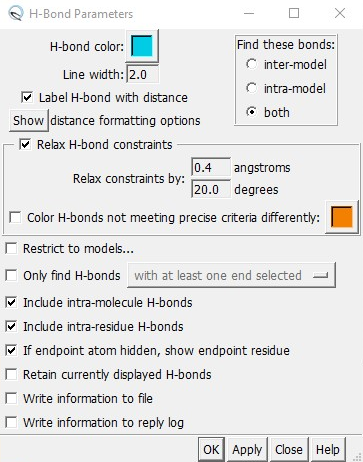 H-Bond Parameters
H-bond color:
Line width: 2.0
Label H-bond with distance
Show distance formatting options
Find these bonds:
inter-model
intra-model
both
Relax H-bond constraints
Relax constraints by:
0.4 angstroms
20.0 degrees
Color H-bonds not meeting precise criteria differently:
Restrict to models...
Only find H-bonds with at least one end selected
Include intra-molecule H-bonds
Include intra-residue H-bonds
If endpoint atom hidden, show endpoint residue
Retain currently displayed H-bonds
Write information to file
Write information to reply log
OK Apply Close Help